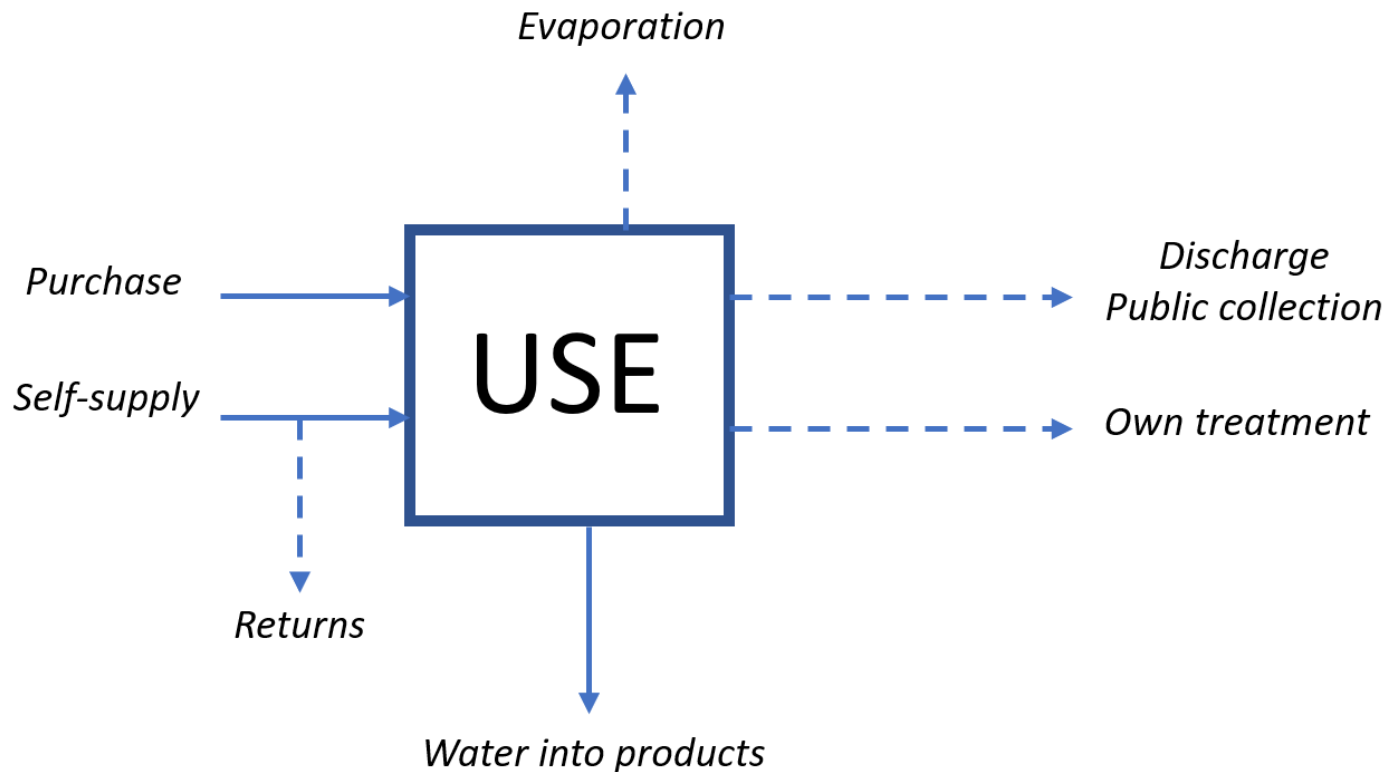 Evaporation
Purchase
Discharge
Public collection
USE
Self-supply
Own treatment
Returns
Water into products